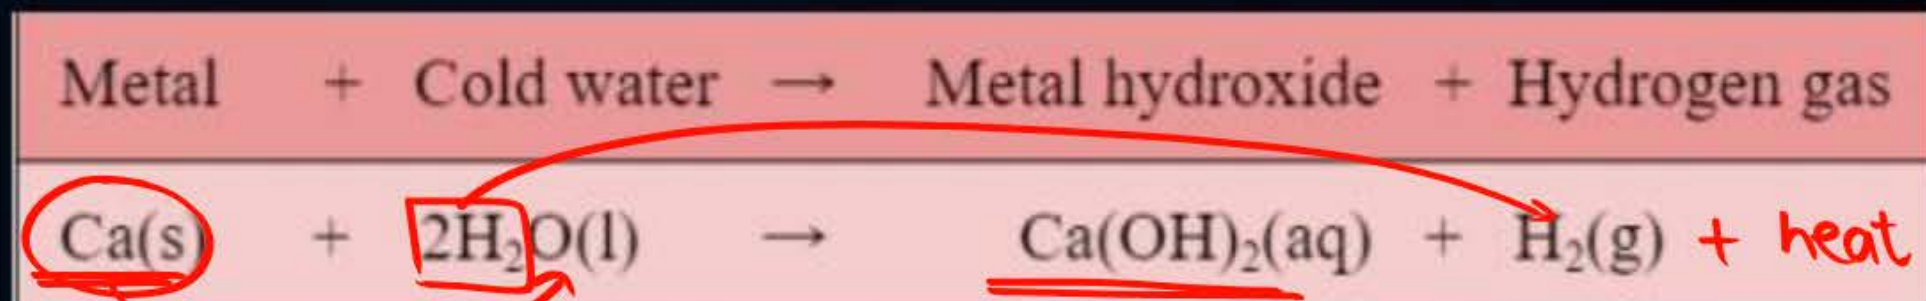 Metal + Cold water → Metal hydroxide + Hydrogen gas
Ca(s) + 2H₂O(l) → Ca(OH)₂(aq) + H₂(g) + heat